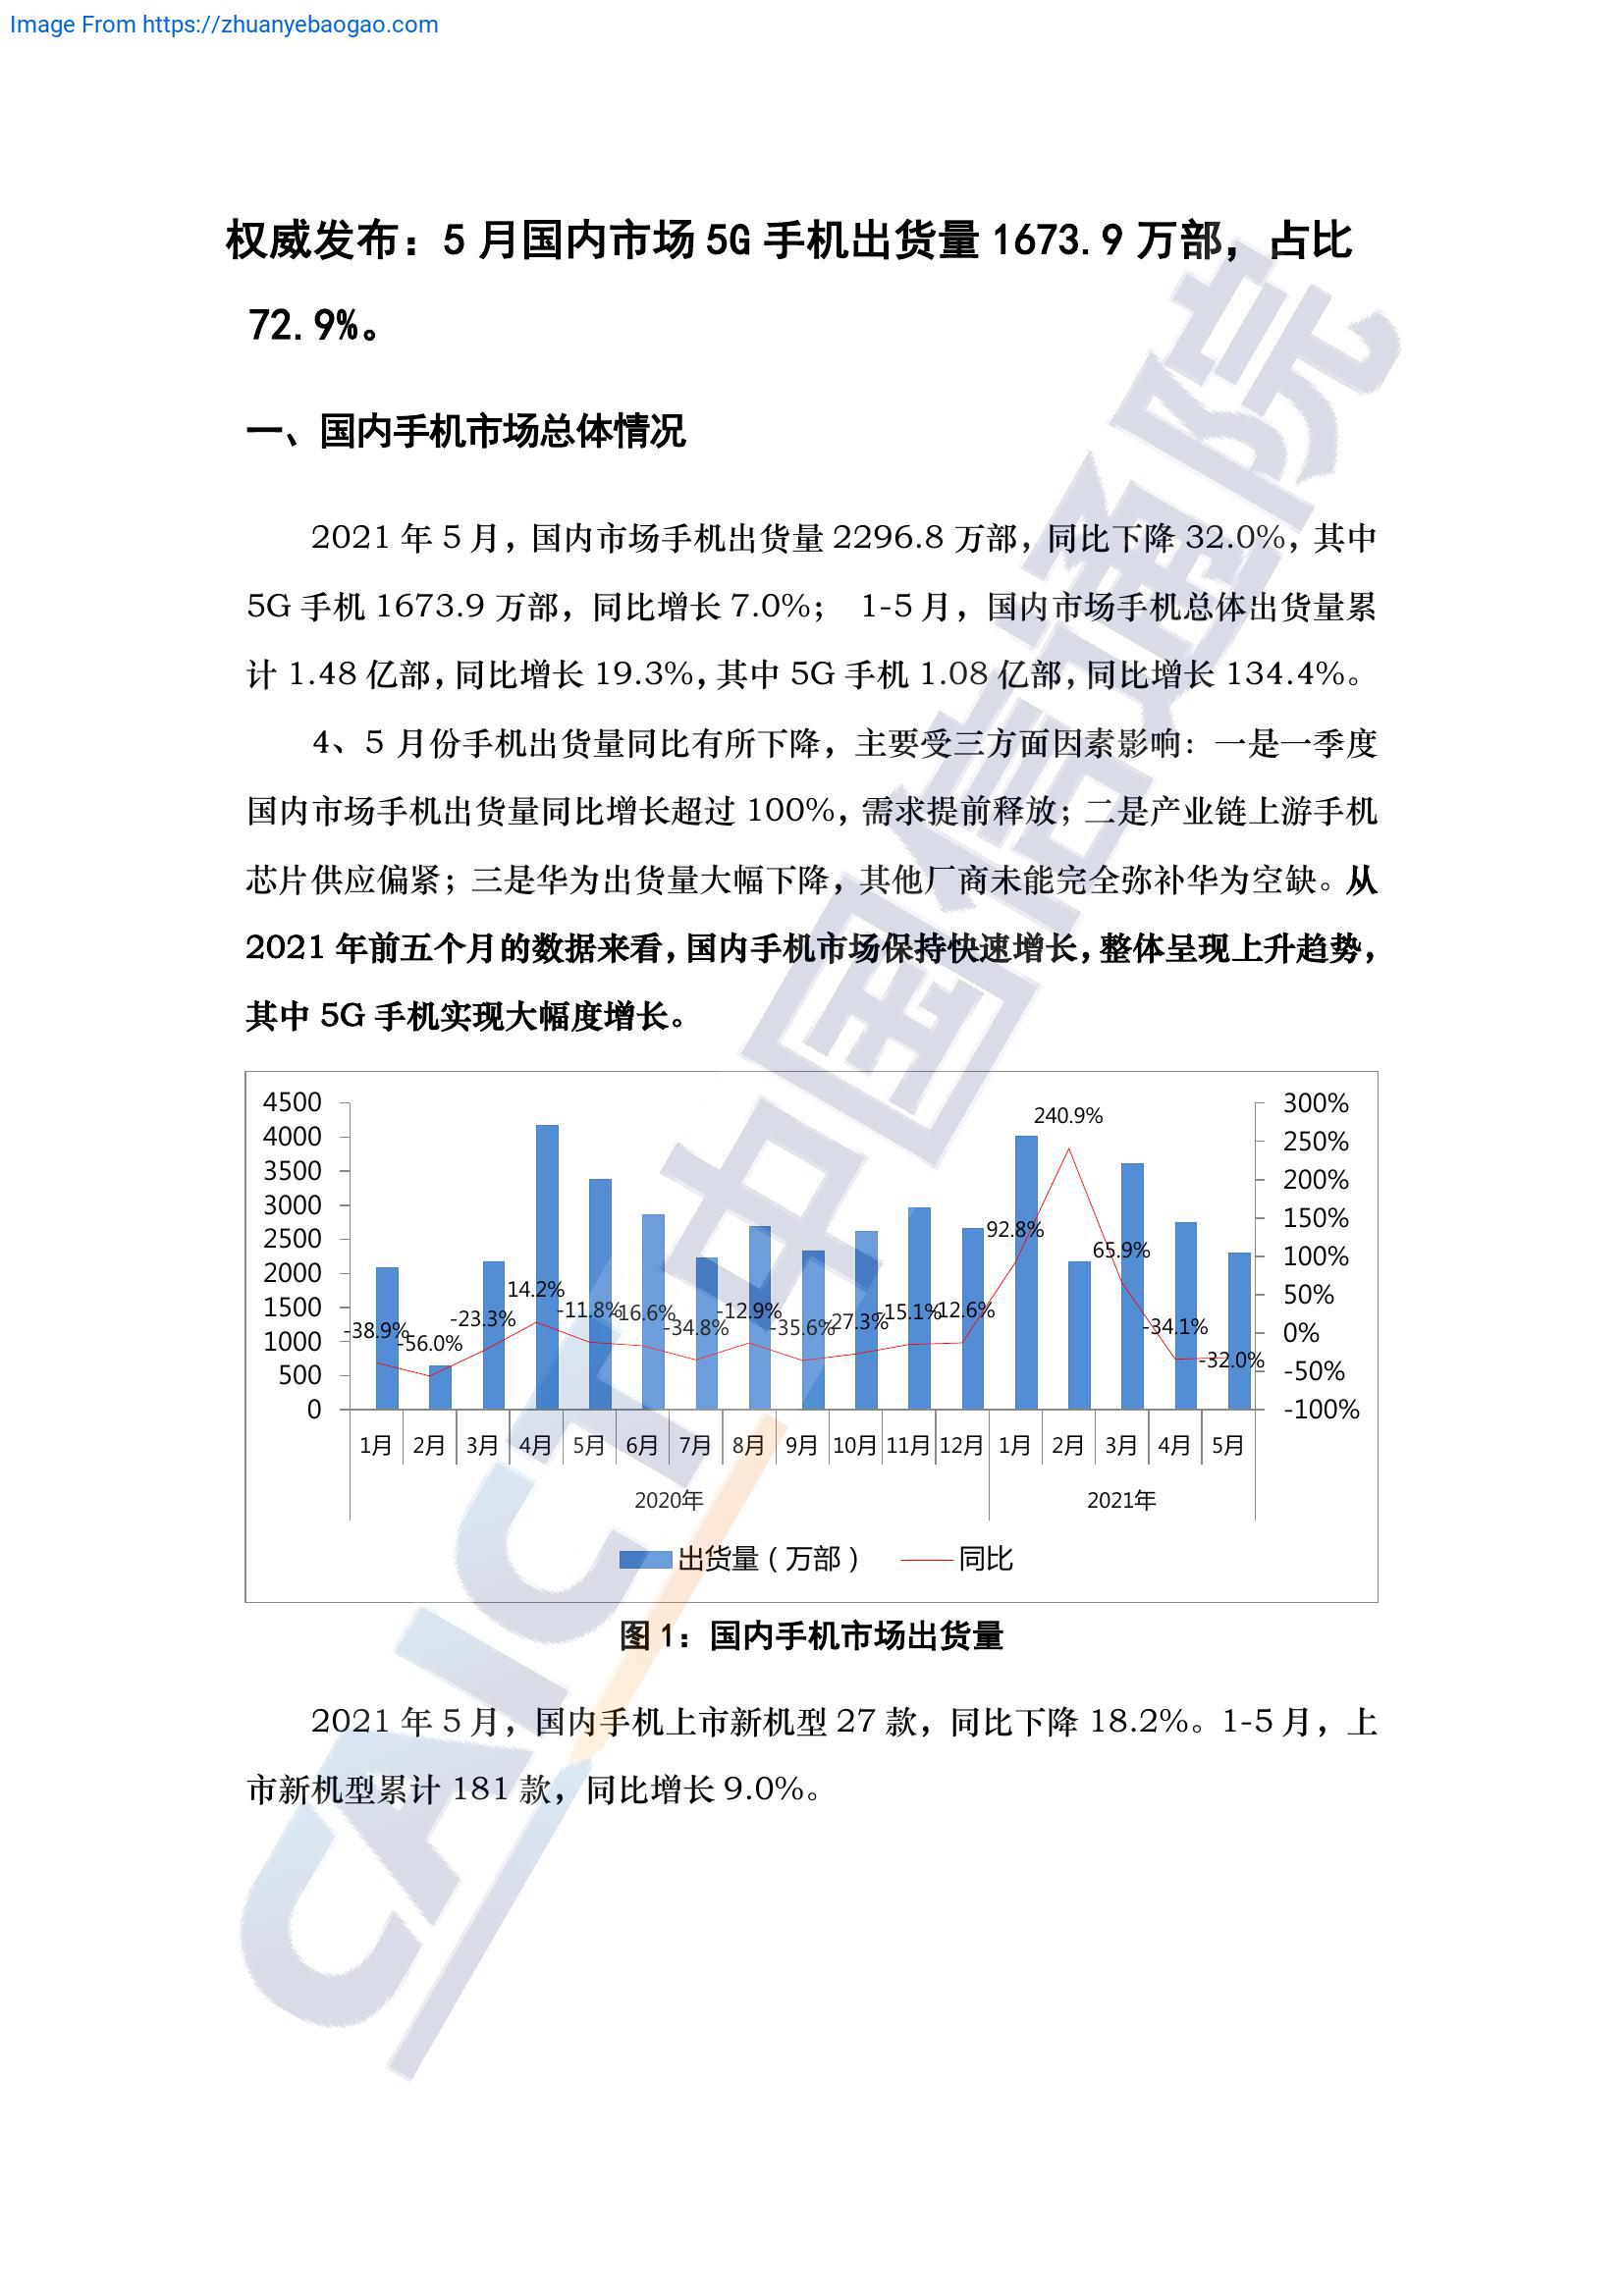 Image From https://zhuanyebaogao.com
权威发布：5 月国内市场 5G 手机出货量 1673.9 万部，占比
72.9%。
一、国内手机市场总体情况
2021 年 5 月，国内市场手机出货量 2296.8 万部，同比下降 32.0%，其中
5G 手机 1673.9 万部，同比增长 7.0%； 1-5 月，国内市场手机总体出货量累
计 1.48 亿部，同比增长 19.3%，其中 5G 手机 1.08 亿部，同比增长 134.4%。
4、5 月份手机出货量同比有所下降，主要受三方面因素影响：一是一季度
国内市场手机出货量同比增长超过 100%，需求提前释放；二是产业链上游手机
芯片供应偏紧；三是华为出货量大幅下降，其他厂商未能完全弥补华为空缺。从
2021 年前五个月的数据来看，国内手机市场保持快速增长，整体呈现上升趋势，
其中 5G 手机实现大幅度增长。
4500
4000
3500
3000
2500
2000
1500
1000
500
0
300%
250%
200%
150%
100%
50%
0%
-50%
-100%
-38.9%
-56.0%
-23.3%
14.2%
-11.8%
-16.6%
-34.8%
-12.9%
-35.6%
-27.3%
-15.1%
-12.6%
92.8%
240.9%
65.9%
-34.1%
-32.0%
1月 2月 3月 4月 5月 6月 7月 8月 9月 10月 11月 12月 1月 2月 3月 4月 5月
2020年 2021年
出货量（万部） 同比
图 1：国内手机市场出货量
2021 年 5 月，国内手机上市新机型 27 款，同比下降 18.2%。1-5 月，上
市新机型累计 181 款，同比增长 9.0%。
CAICT 中国信通院